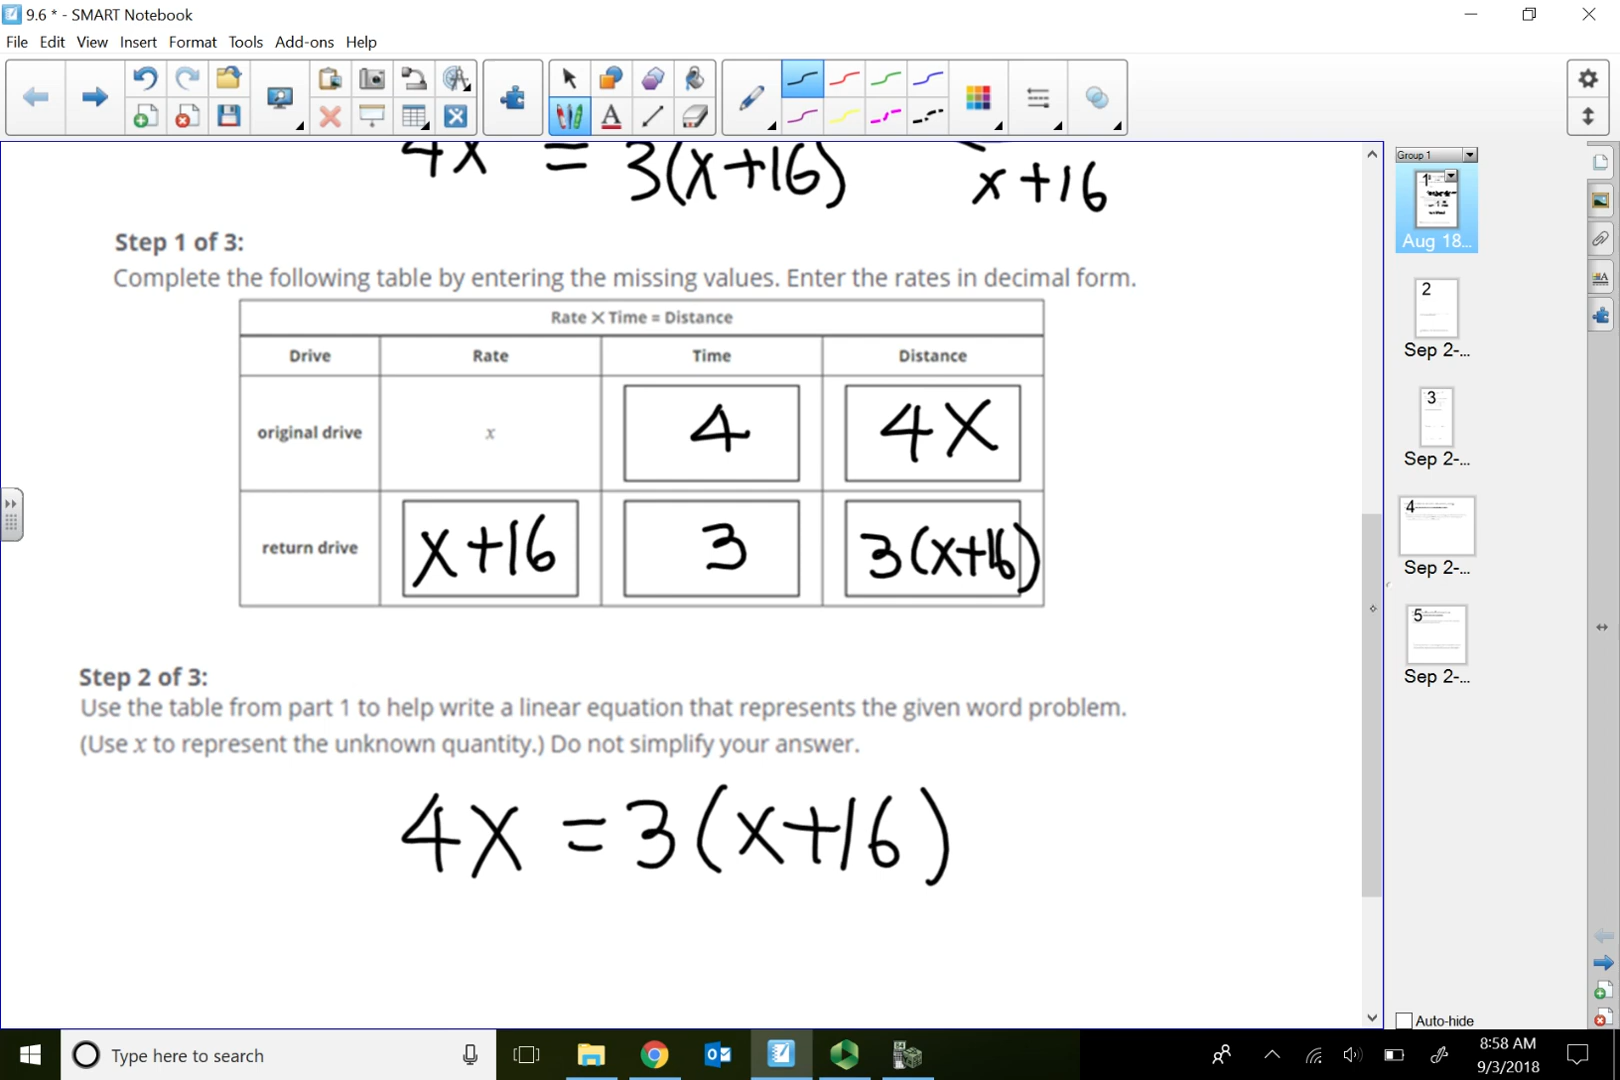 9.6 * - SMART Notebook
File Edit View Insert Format Tools Add-ons Help
4x = 3(x+16) x+16
Step 1 of 3:
Complete the following table by entering the missing values. Enter the rates in decimal form.
Rate X Time = Distance
Drive Rate Time Distance
original drive x 4 4x
return drive x+16 3 3(x+16)
Step 2 of 3:
Use the table from part 1 to help write a linear equation that represents the given word problem.
(Use x to represent the unknown quantity.) Do not simplify your answer.
4x = 3(x+16)
Group 1
1
Aug 18...
2
Sep 2-...
3
Sep 2-...
4
Sep 2-...
5
Sep 2-...
Auto-hide
Type here to search
8:58 AM
9/3/2018